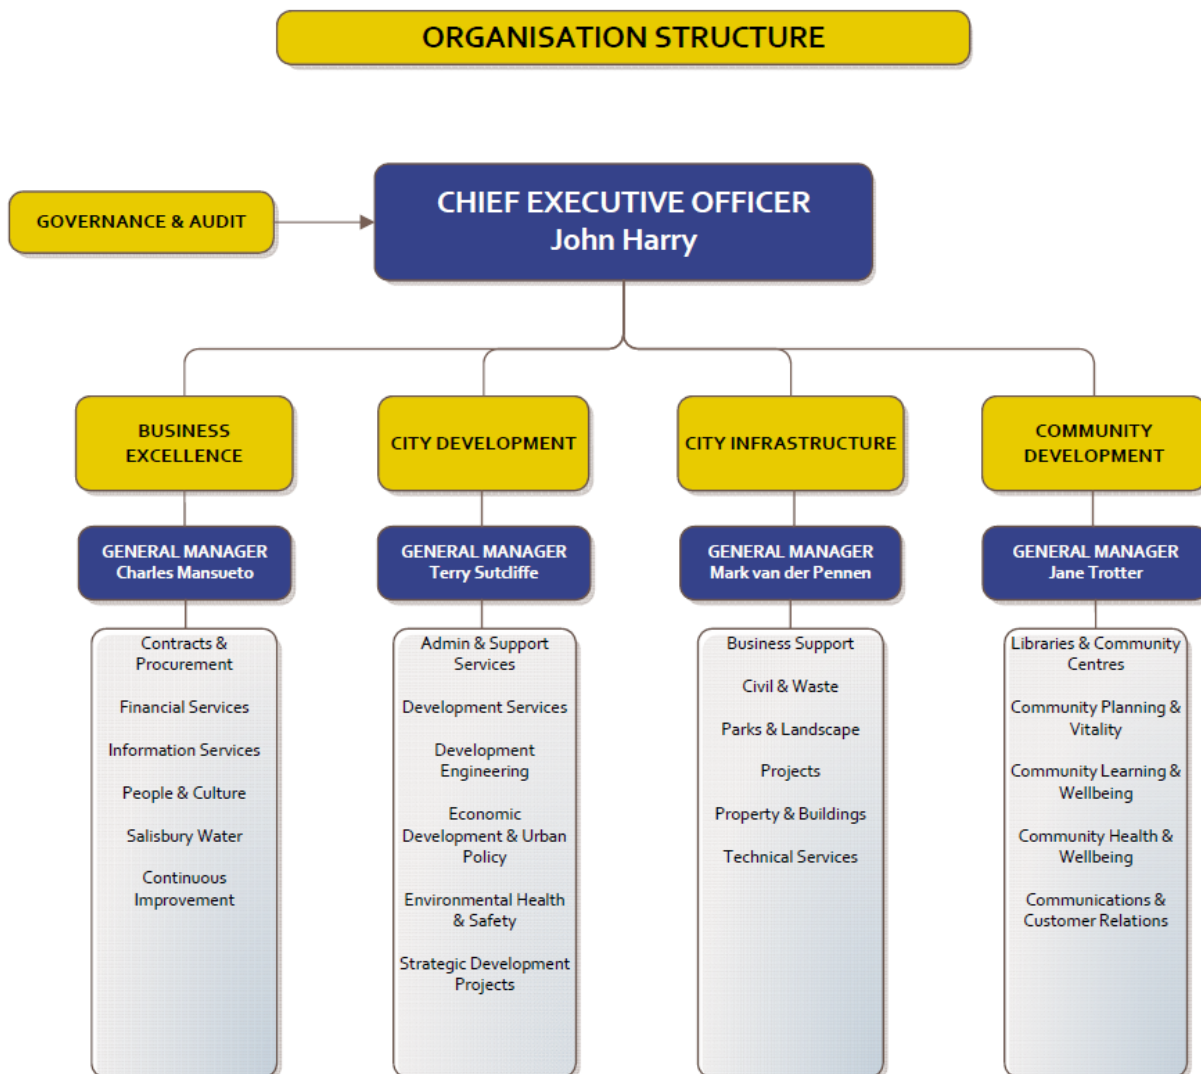 ORGANISATION STRUCTURE
GOVERNANCE & AUDIT
CHIEF EXECUTIVE OFFICER
John Harry
BUSINESS
EXCELLENCE
GENERAL MANAGER
Charles Mansueto
Contracts &
Procurement
Financial Services
Information Services
People & Culture
Salisbury Water
Continuous
Improvement
CITY DEVELOPMENT
GENERAL MANAGER
Terry Sutcliffe
Admin & Support
Services
Development Services
Development
Engineering
Economic
Development & Urban
Policy
Environmental Health
& Safety
Strategic Development
Projects
CITY INFRASTRUCTURE
GENERAL MANAGER
Mark van der Pennen
Business Support
Civil & Waste
Parks & Landscape
Projects
Property & Buildings
Technical Services
COMMUNITY
DEVELOPMENT
GENERAL MANAGER
Jane Trotter
Libraries & Community
Centres
Community Planning &
Vitality
Community Learning &
Wellbeing
Community Health &
Wellbeing
Communications &
Customer Relations